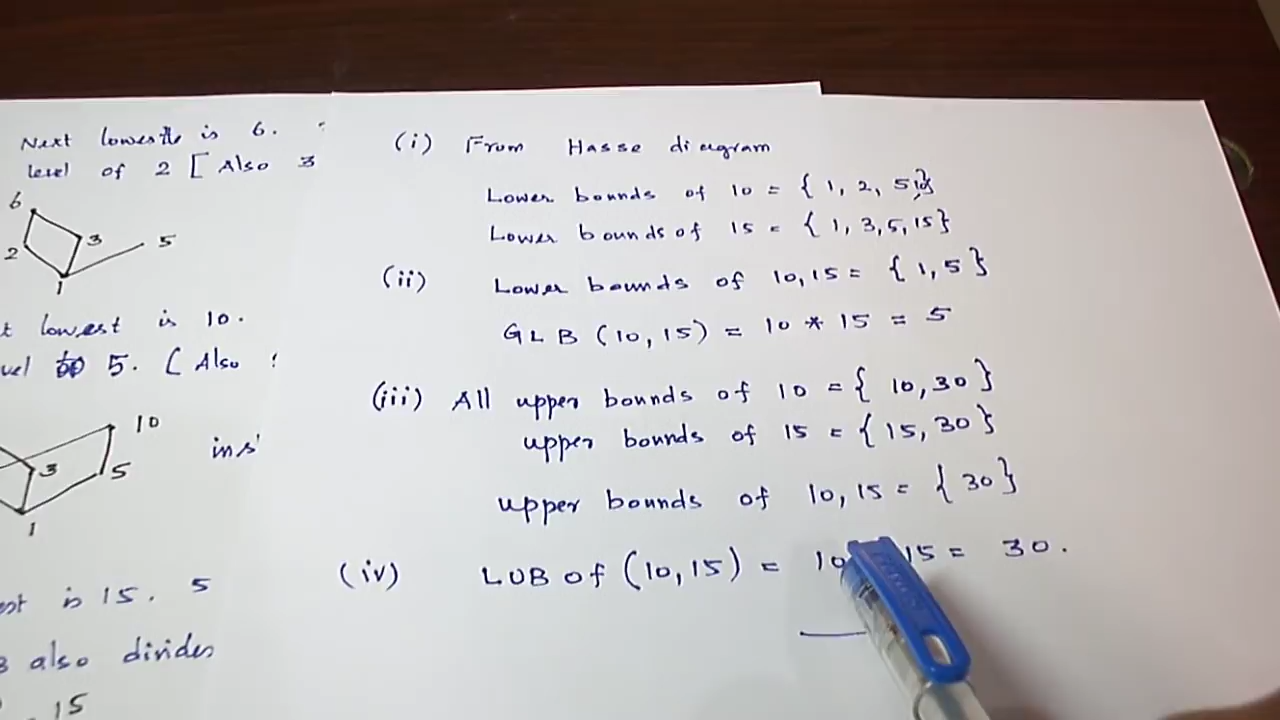 Next lowest is 6.
level of 2 [ Also 3
6
2
3
5
1
t lowest is 10.
vel to 5. [ Also
10
3
5
1
ins
est is 15. 5
3 also divides
15
(i) From Hasse diagram
Lower bounds of 10 = { 1, 2, 5, 10}
Lower bounds of 15 = { 1, 3, 5, 15}
(ii) Lower bounds of 10, 15 = { 1, 5 }
GLB (10, 15) = 10 * 15 = 5
(iii) All upper bounds of 10 = { 10, 30 }
upper bounds of 15 = { 15, 30 }
upper bounds of 10, 15 = { 30 }
(iv) LUB of (10, 15) = 10 15 = 30.